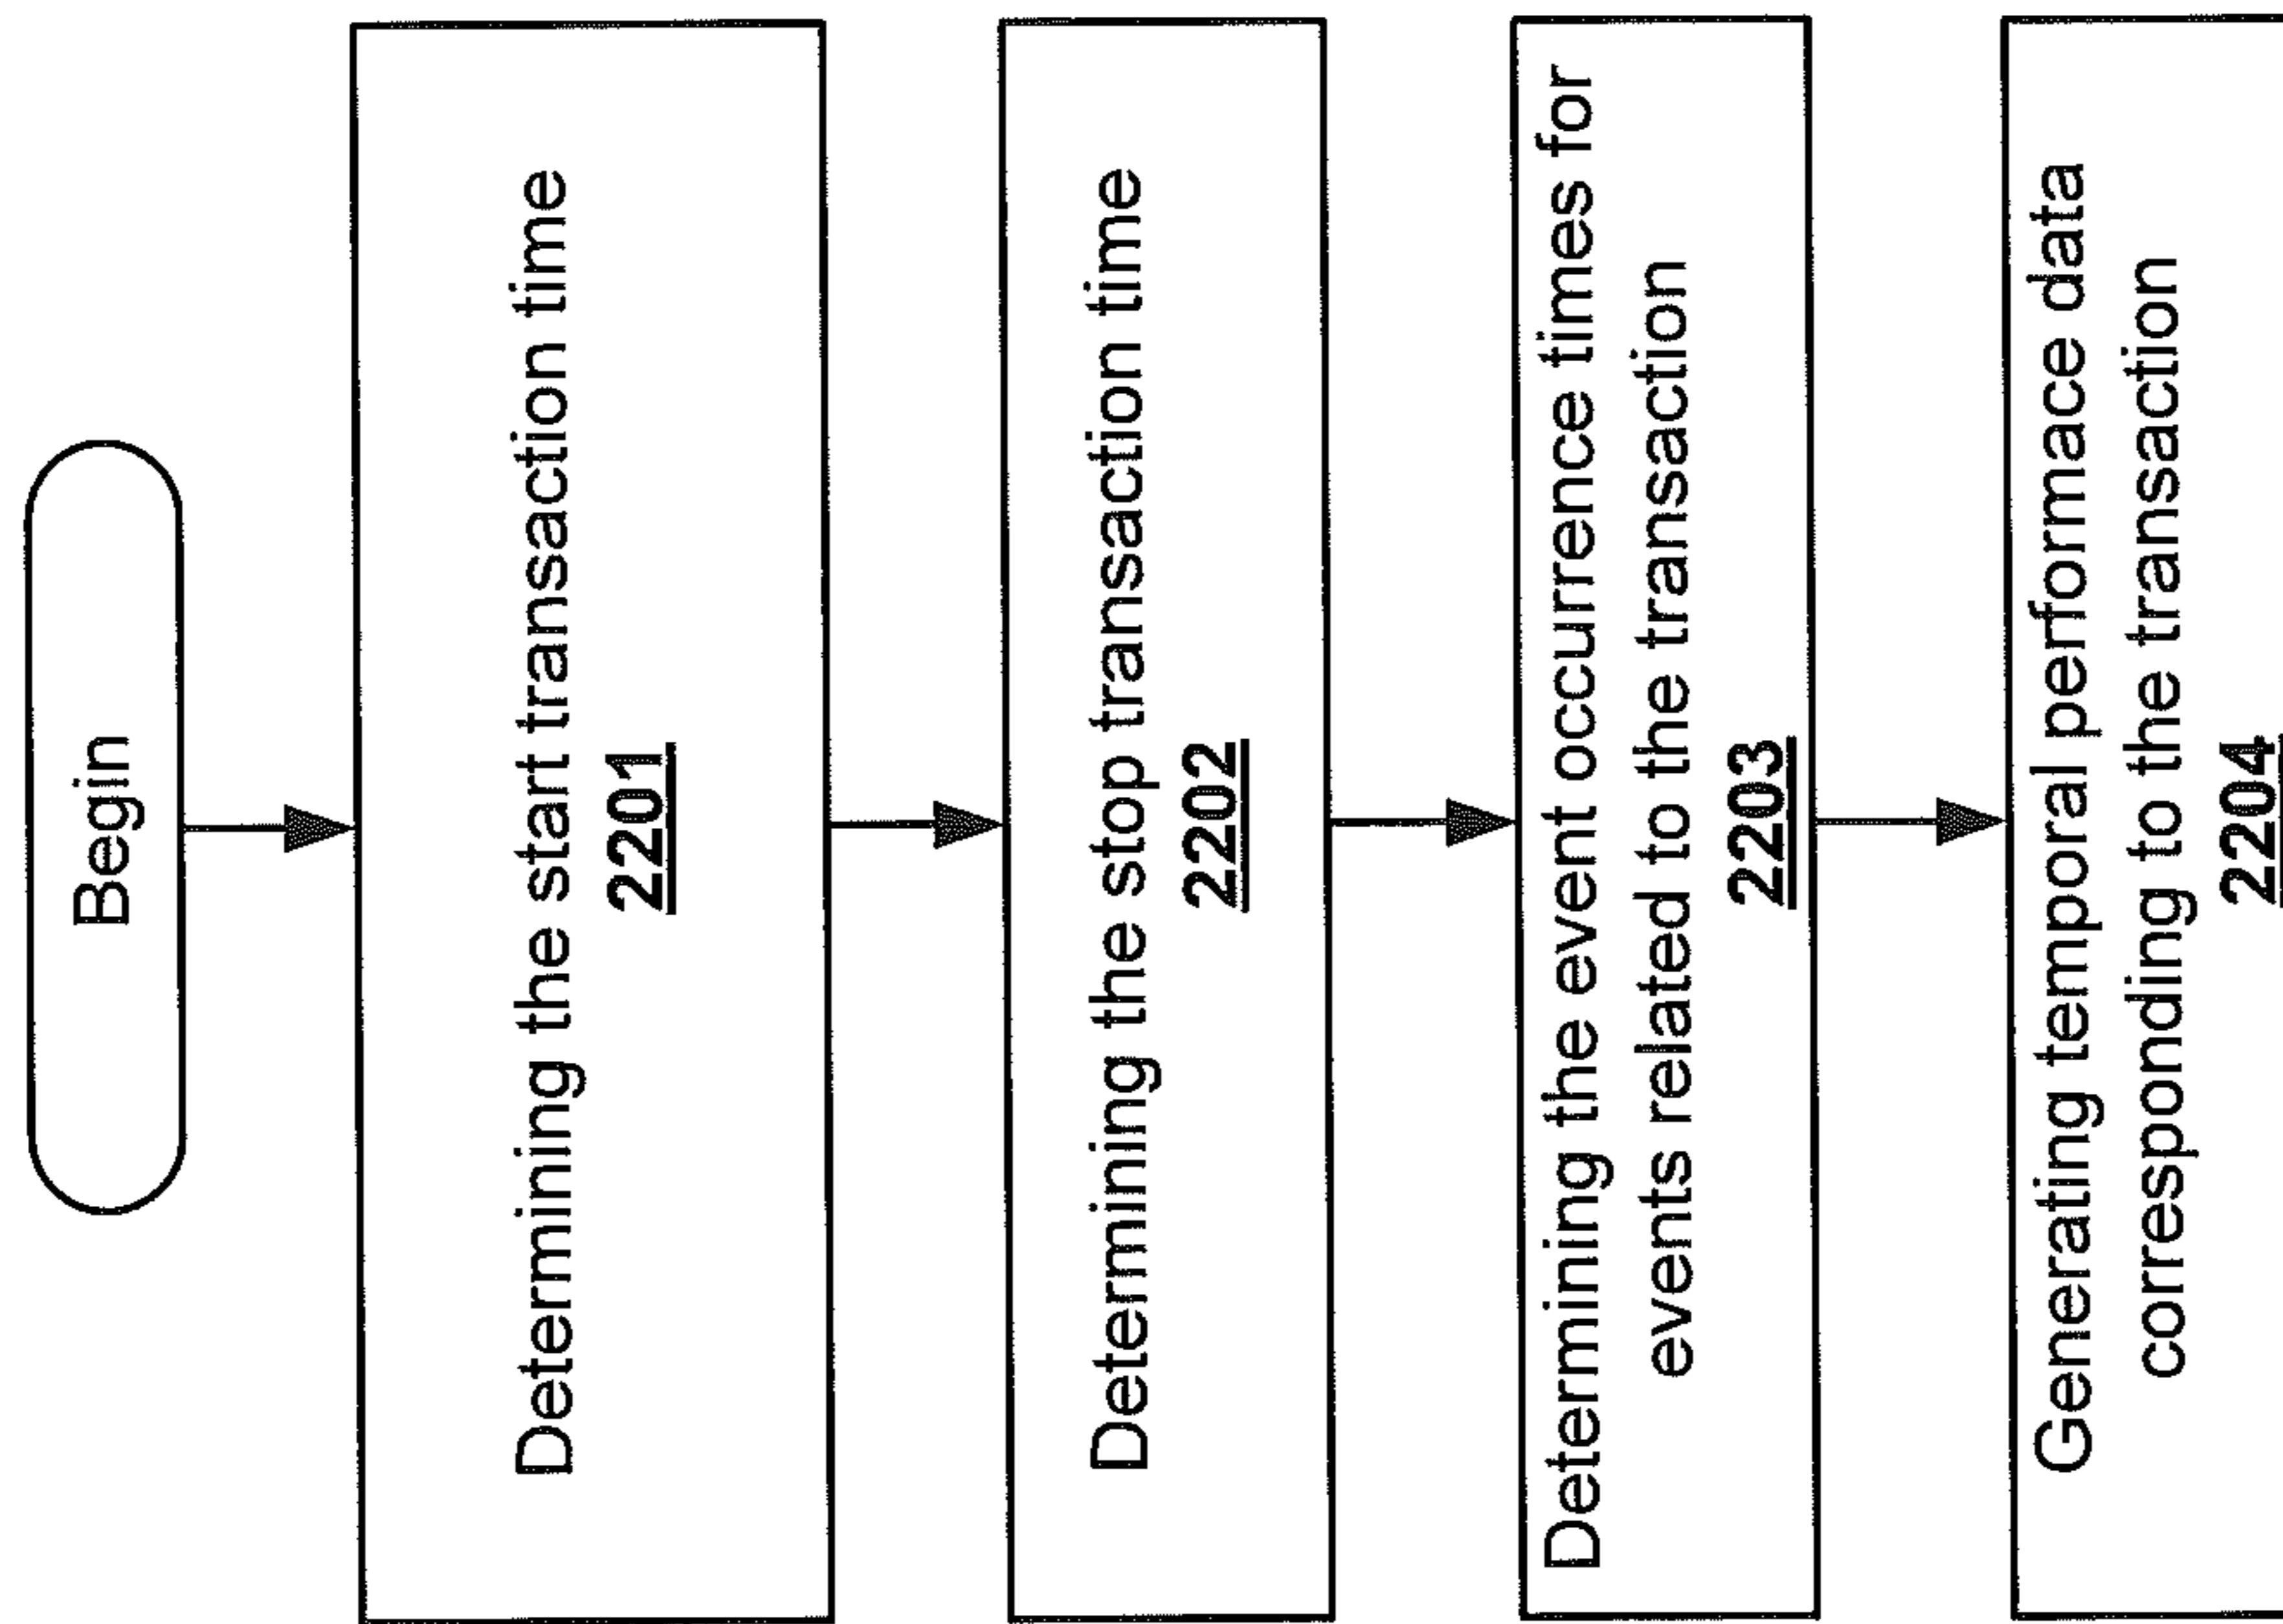 Begin
Determining the start transaction time
2201
Determining the stop transaction time
2202
Determining the event occurrence times for
events related to the transaction
2203
Generating temporal performace data
corresponding to the transaction
2204